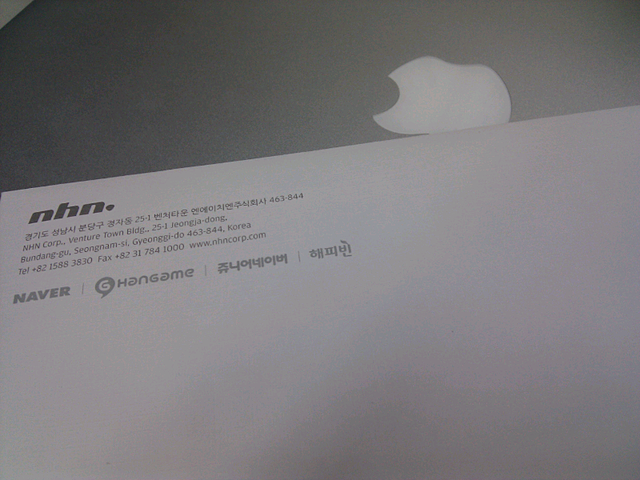 nhn.
경기도 성남시 분당구 정자동 25-1 벤처타운 엔에이치엔주식회사 463-844
NHN Corp., Venture Town Bldg., 25-1 Jeongja-dong,
Bundang-gu, Seongnam-si, Gyeonggi-do 463-844, Korea
Tel +82 1588 3830 Fax +82 31 784 1000 www.nhncorp.com
NAVER | HANGAME | 쥬니어네이버 | 해피빈